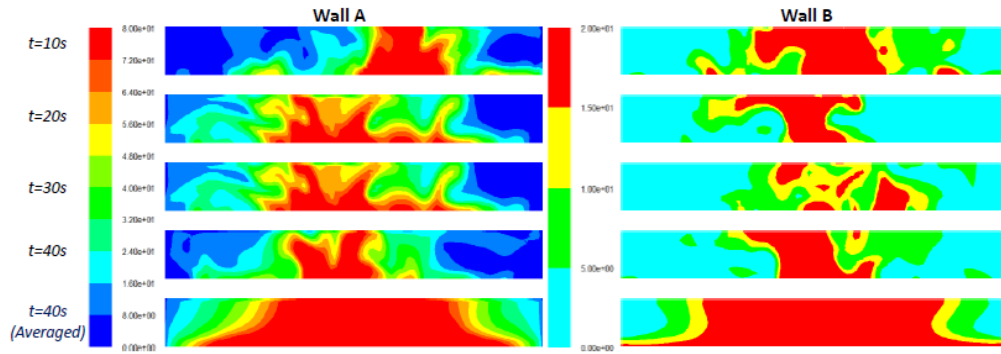 Wall A
Wall B
t=10s
t=20s
t=30s
t=40s
t=40s
(Averaged)
8.00e+01
7.20e+01
6.40e+01
5.60e+01
4.80e+01
4.00e+01
3.20e+01
2.40e+01
1.60e+01
8.00e+00
0.00e+00
2.00e+01
1.50e+01
1.00e+01
5.00e+00
0.00e+00